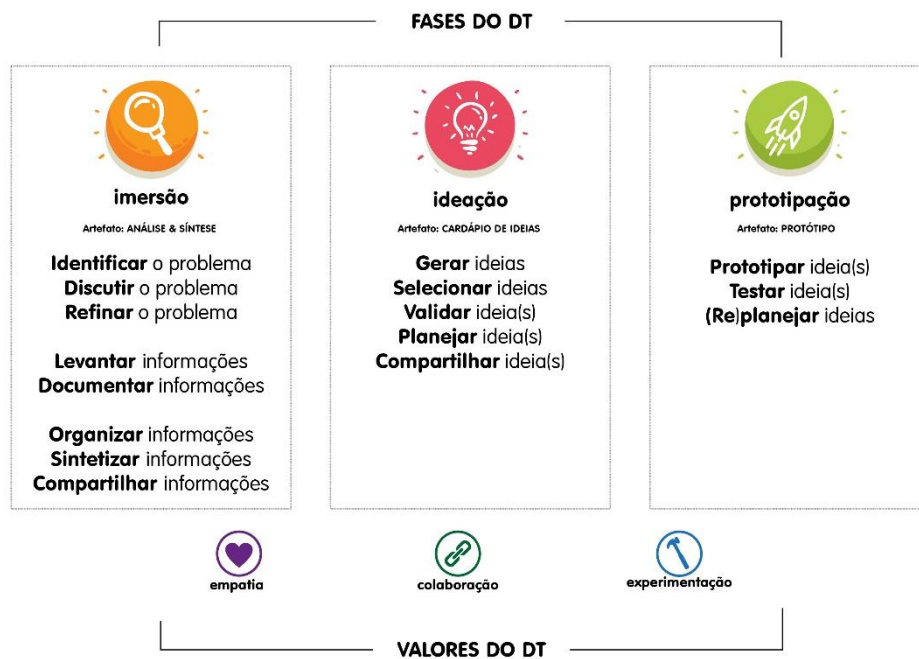 FASES DO DT
imersão
Artefato: ANÁLISE & SÍNTESE
Identificar o problema
Discutir o problema
Refinar o problema
Levantar informações
Documentar informações
Organizar informações
Sintetizar informações
Compartilhar informações
ideação
Artefato: CARDÁPIO DE IDEIAS
Gerar ideias
Selecionar ideias
Validar ideia(s)
Planejar ideia(s)
Compartilhar ideia(s)
prototipação
Artefato: PROTÓTIPO
Prototipar ideia(s)
Testar ideia(s)
(Re)planejar ideias
empatia
colaboração
experimentação
VALORES DO DT